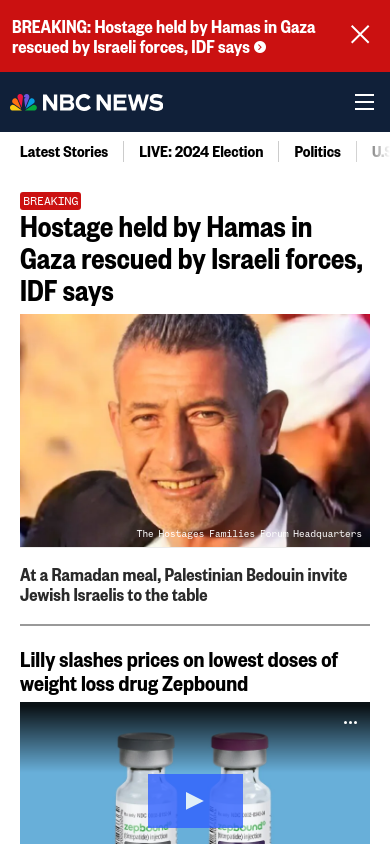 BREAKING: Hostage held by Hamas in Gaza
rescued by Israeli forces, IDF says
NBC NEWS
Latest Stories
LIVE: 2024 Election
Politics
U.S
BREAKING
Hostage held by Hamas in
Gaza rescued by Israeli forces,
IDF says
The Hostages Families Forum Headquarters
At a Ramadan meal, Palestinian Bedouin invite
Jewish Israelis to the table
Lilly slashes prices on lowest doses of
weight loss drug Zepbound
zepbound
zepbound